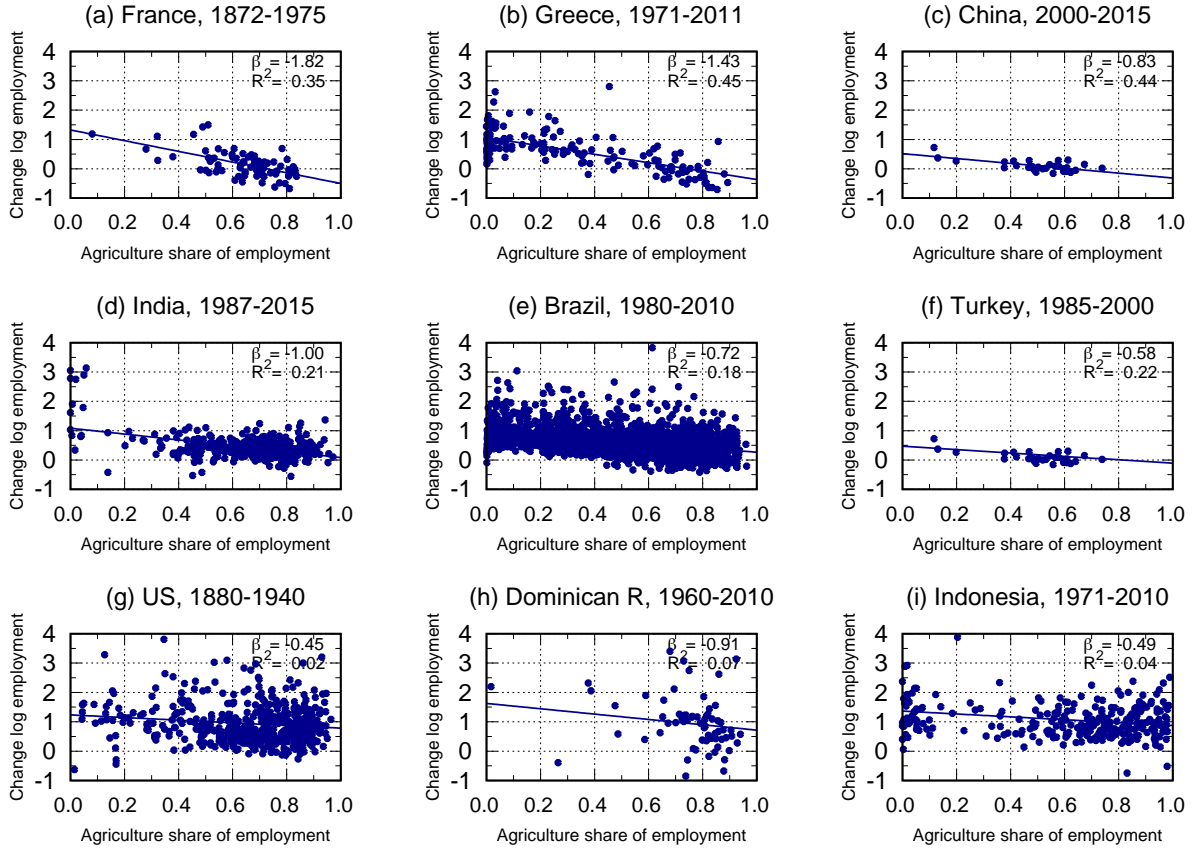 (a) France, 1872-1975
Change log employment
4
3
2
1
0
-1
β = -1.82
R2 = 0.35
0.0 0.2 0.4 0.6 0.8 1.0
Agriculture share of employment
(b) Greece, 1971-2011
Change log employment
4
3
2
1
0
-1
β = -1.43
R2 = 0.45
0.0 0.2 0.4 0.6 0.8 1.0
Agriculture share of employment
(c) China, 2000-2015
Change log employment
4
3
2
1
0
-1
β = -0.83
R2 = 0.44
0.0 0.2 0.4 0.6 0.8 1.0
Agriculture share of employment
(d) India, 1987-2015
Change log employment
4
3
2
1
0
-1
β = -1.00
R2 = 0.21
0.0 0.2 0.4 0.6 0.8 1.0
Agriculture share of employment
(e) Brazil, 1980-2010
Change log employment
4
3
2
1
0
-1
β = -0.72
R2 = 0.18
0.0 0.2 0.4 0.6 0.8 1.0
Agriculture share of employment
(f) Turkey, 1985-2000
Change log employment
4
3
2
1
0
-1
β = -0.58
R2 = 0.22
0.0 0.2 0.4 0.6 0.8 1.0
Agriculture share of employment
(g) US, 1880-1940
Change log employment
4
3
2
1
0
-1
β = -0.45
R2 = 0.02
0.0 0.2 0.4 0.6 0.8 1.0
Agriculture share of employment
(h) Dominican R, 1960-2010
Change log employment
4
3
2
1
0
-1
β = -0.91
R2 = 0.07
0.0 0.2 0.4 0.6 0.8 1.0
Agriculture share of employment
(i) Indonesia, 1971-2010
Change log employment
4
3
2
1
0
-1
β = -0.49
R2 = 0.04
0.0 0.2 0.4 0.6 0.8 1.0
Agriculture share of employment